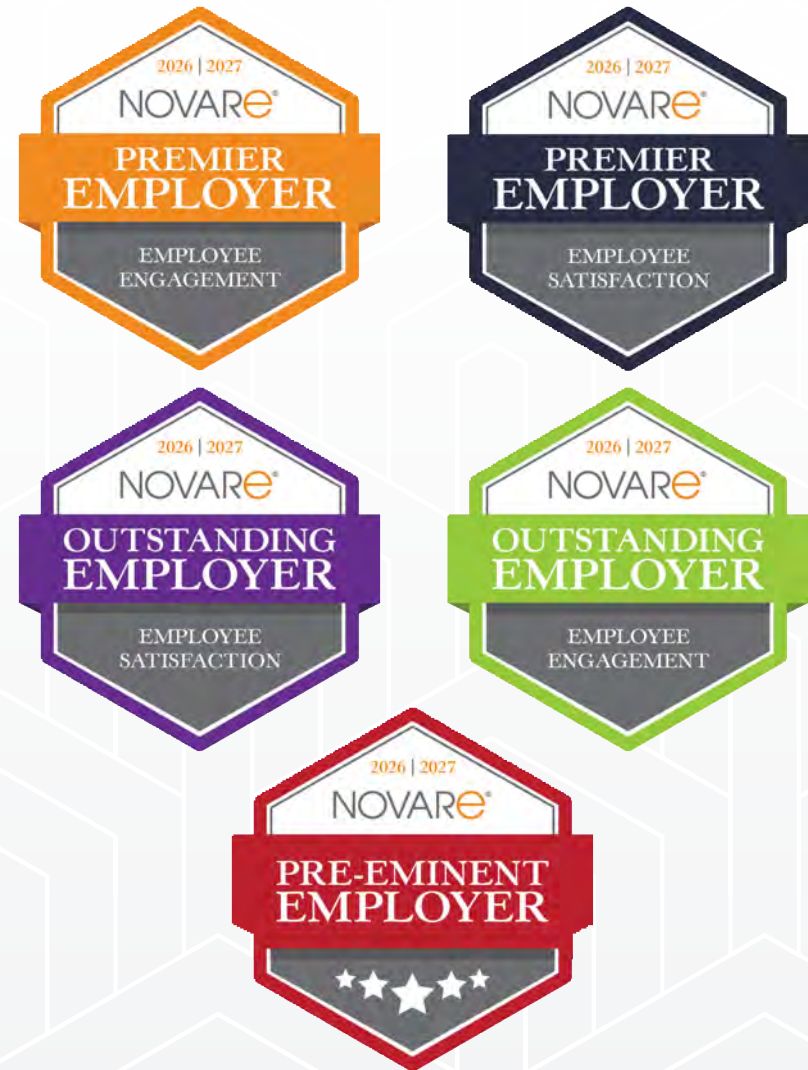 2026 | 2027
NOVARe®
PREMIER
EMPLOYER
EMPLOYEE
ENGAGEMENT
2026 | 2027
NOVARe®
PREMIER
EMPLOYER
EMPLOYEE
SATISFACTION
2026 | 2027
NOVARe®
OUTSTANDING
EMPLOYER
EMPLOYEE
SATISFACTION
2026 | 2027
NOVARe®
OUTSTANDING
EMPLOYER
EMPLOYEE
ENGAGEMENT
2026 | 2027
NOVARe®
PRE-EMINENT
EMPLOYER